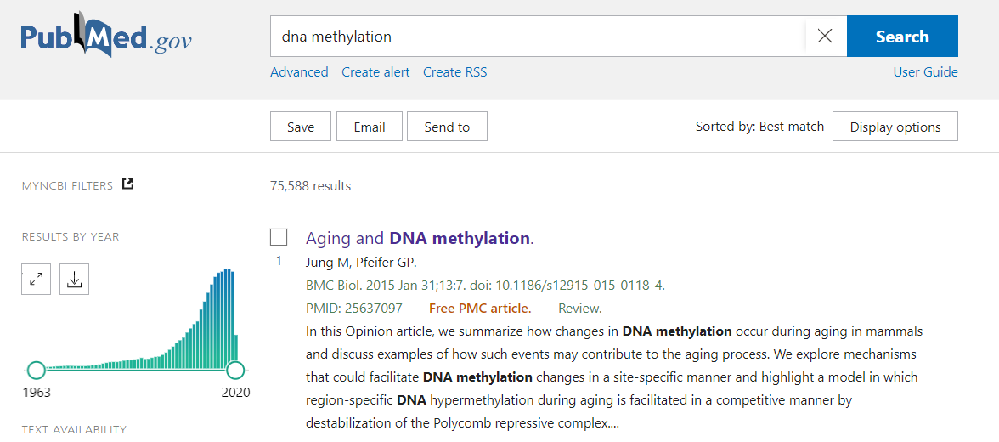 PubMed.gov
dna methylation
Search
Advanced Create alert Create RSS
User Guide
Save Email Send to
Sorted by: Best match Display options
MYNCBI FILTERS
75,588 results
RESULTS BY YEAR
1963 2020
TEXT AVAILABILITY
Aging and DNA methylation.
1
Jung M, Pfeifer GP.
BMC Biol. 2015 Jan 31;13:7. doi: 10.1186/s12915-015-0118-4.
PMID: 25637097 Free PMC article. Review.
In this Opinion article, we summarize how changes in DNA methylation occur during aging in mammals
and discuss examples of how such events may contribute to the aging process. We explore mechanisms
that could facilitate DNA methylation changes in a site-specific manner and highlight a model in which
region-specific DNA hypermethylation during aging is facilitated in a competitive manner by
destabilization of the Polycomb repressive complex....